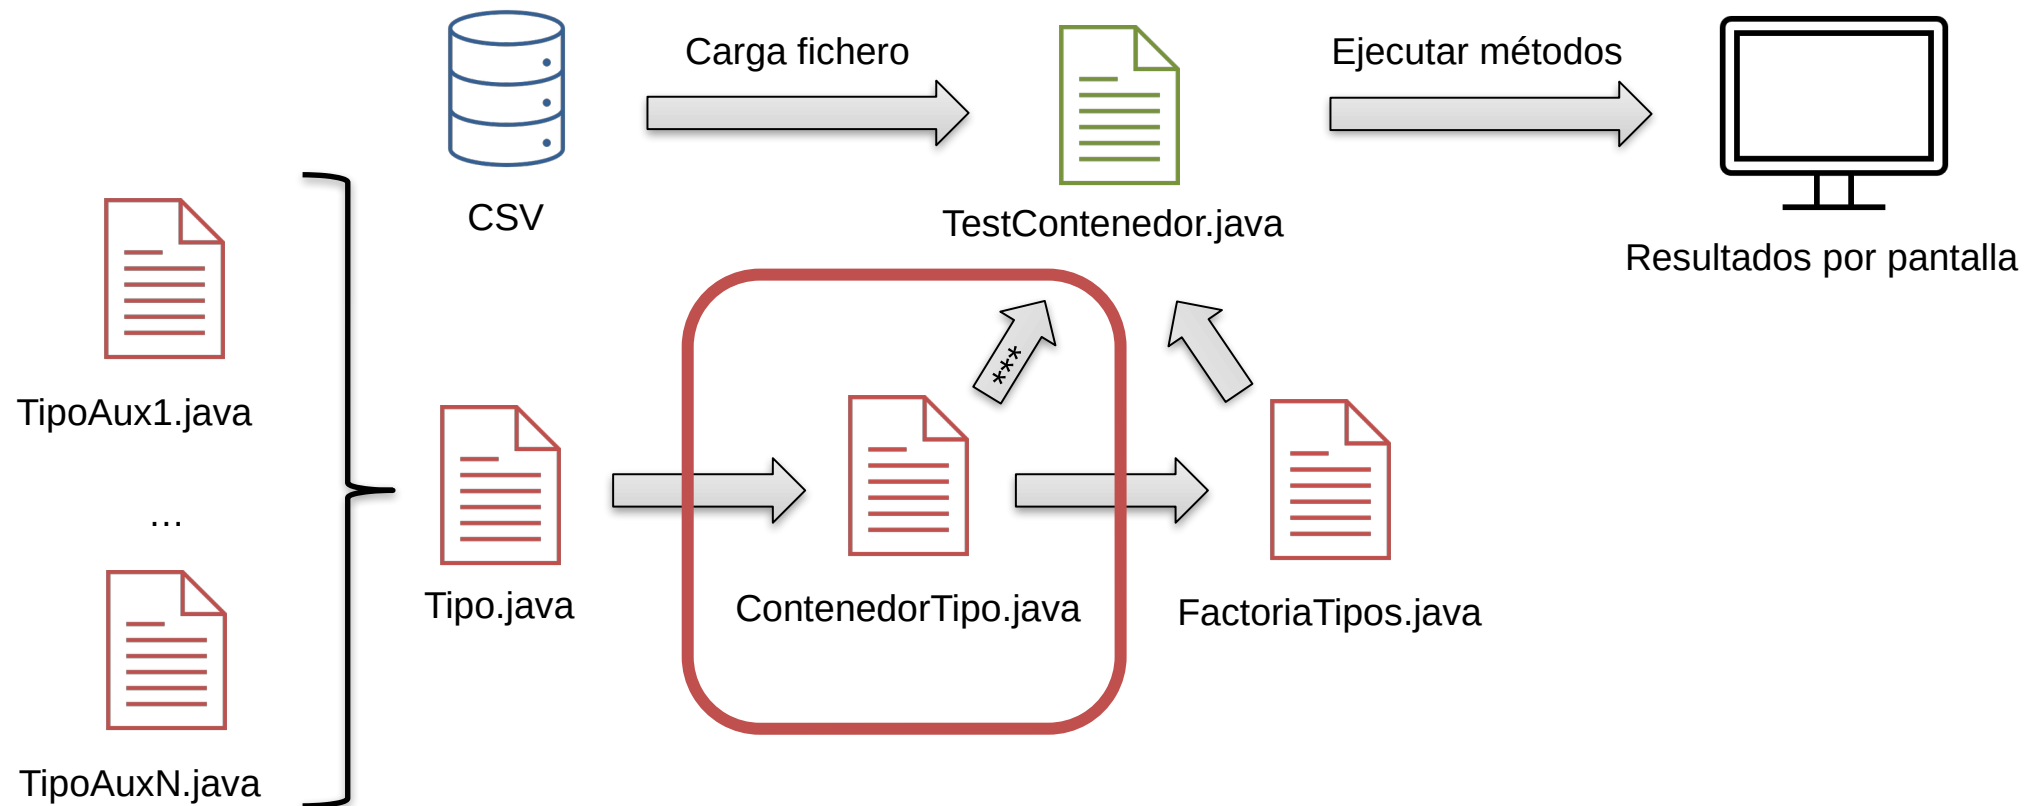 Carga fichero
Ejecutar métodos
CSV
TestContenedor.java
Resultados por pantalla
***
TipoAux1.java
...
Tipo.java
ContenedorTipo.java
FactoriaTipos.java
TipoAuxN.java